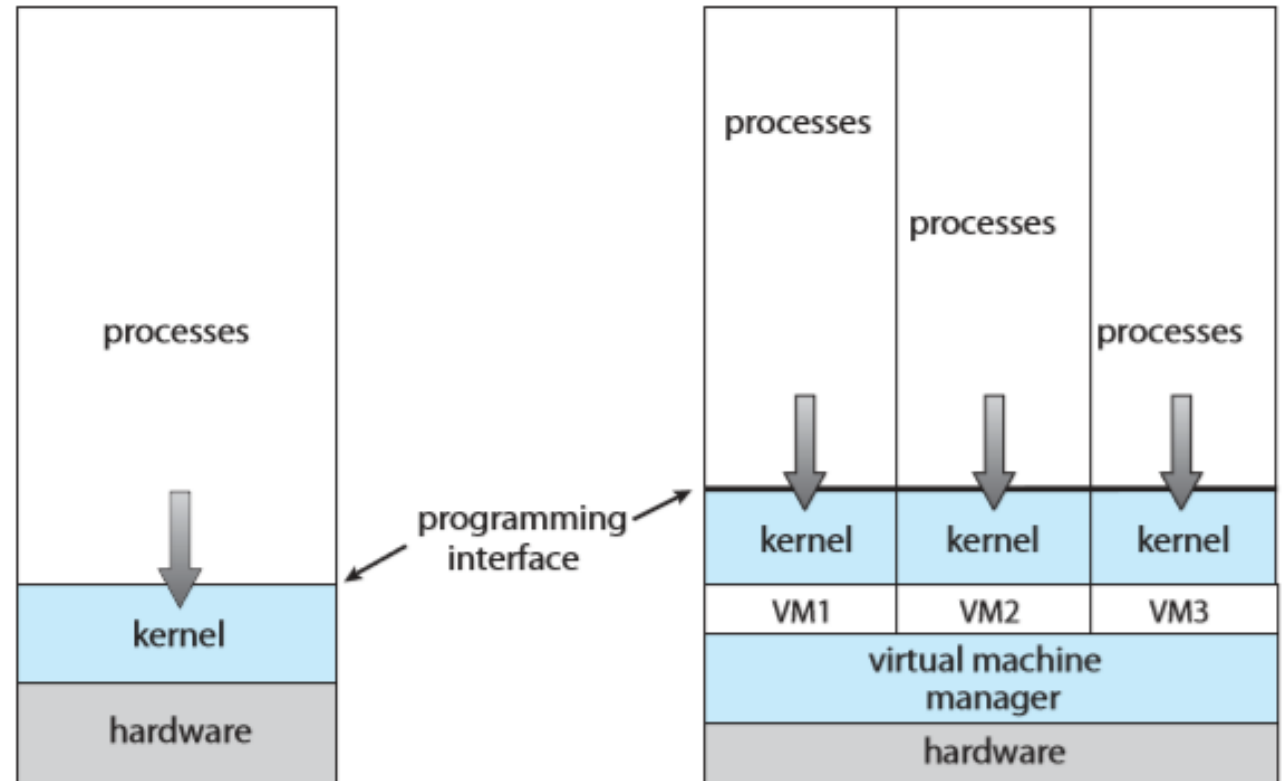 processes
kernel
hardware
programming
interface
processes
processes
processes
kernel
kernel
kernel
VM1
VM2
VM3
virtual machine
manager
hardware